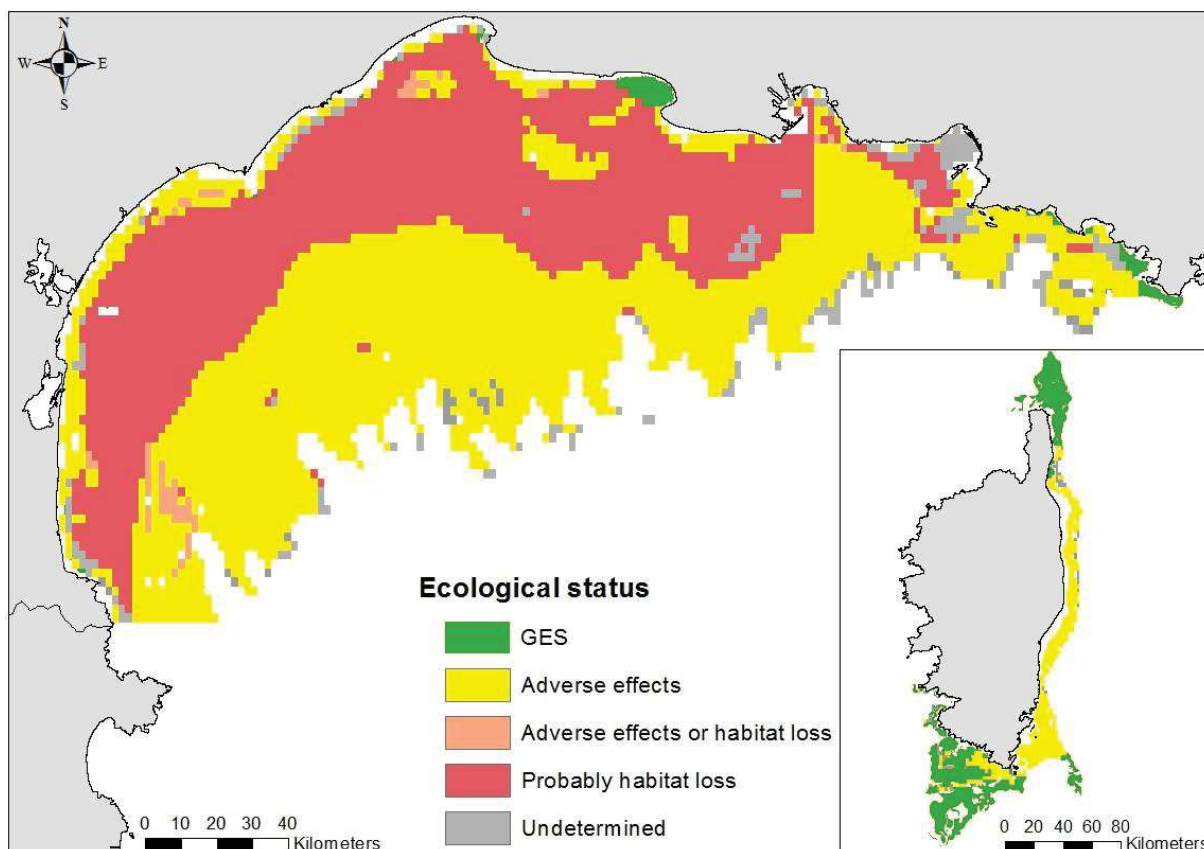 N
W E
S
Ecological status
GES
Adverse effects
Adverse effects or habitat loss
Probably habitat loss
Undetermined
0 10 20 30 40
Kilometers
0 20 40 60 80
Kilometers